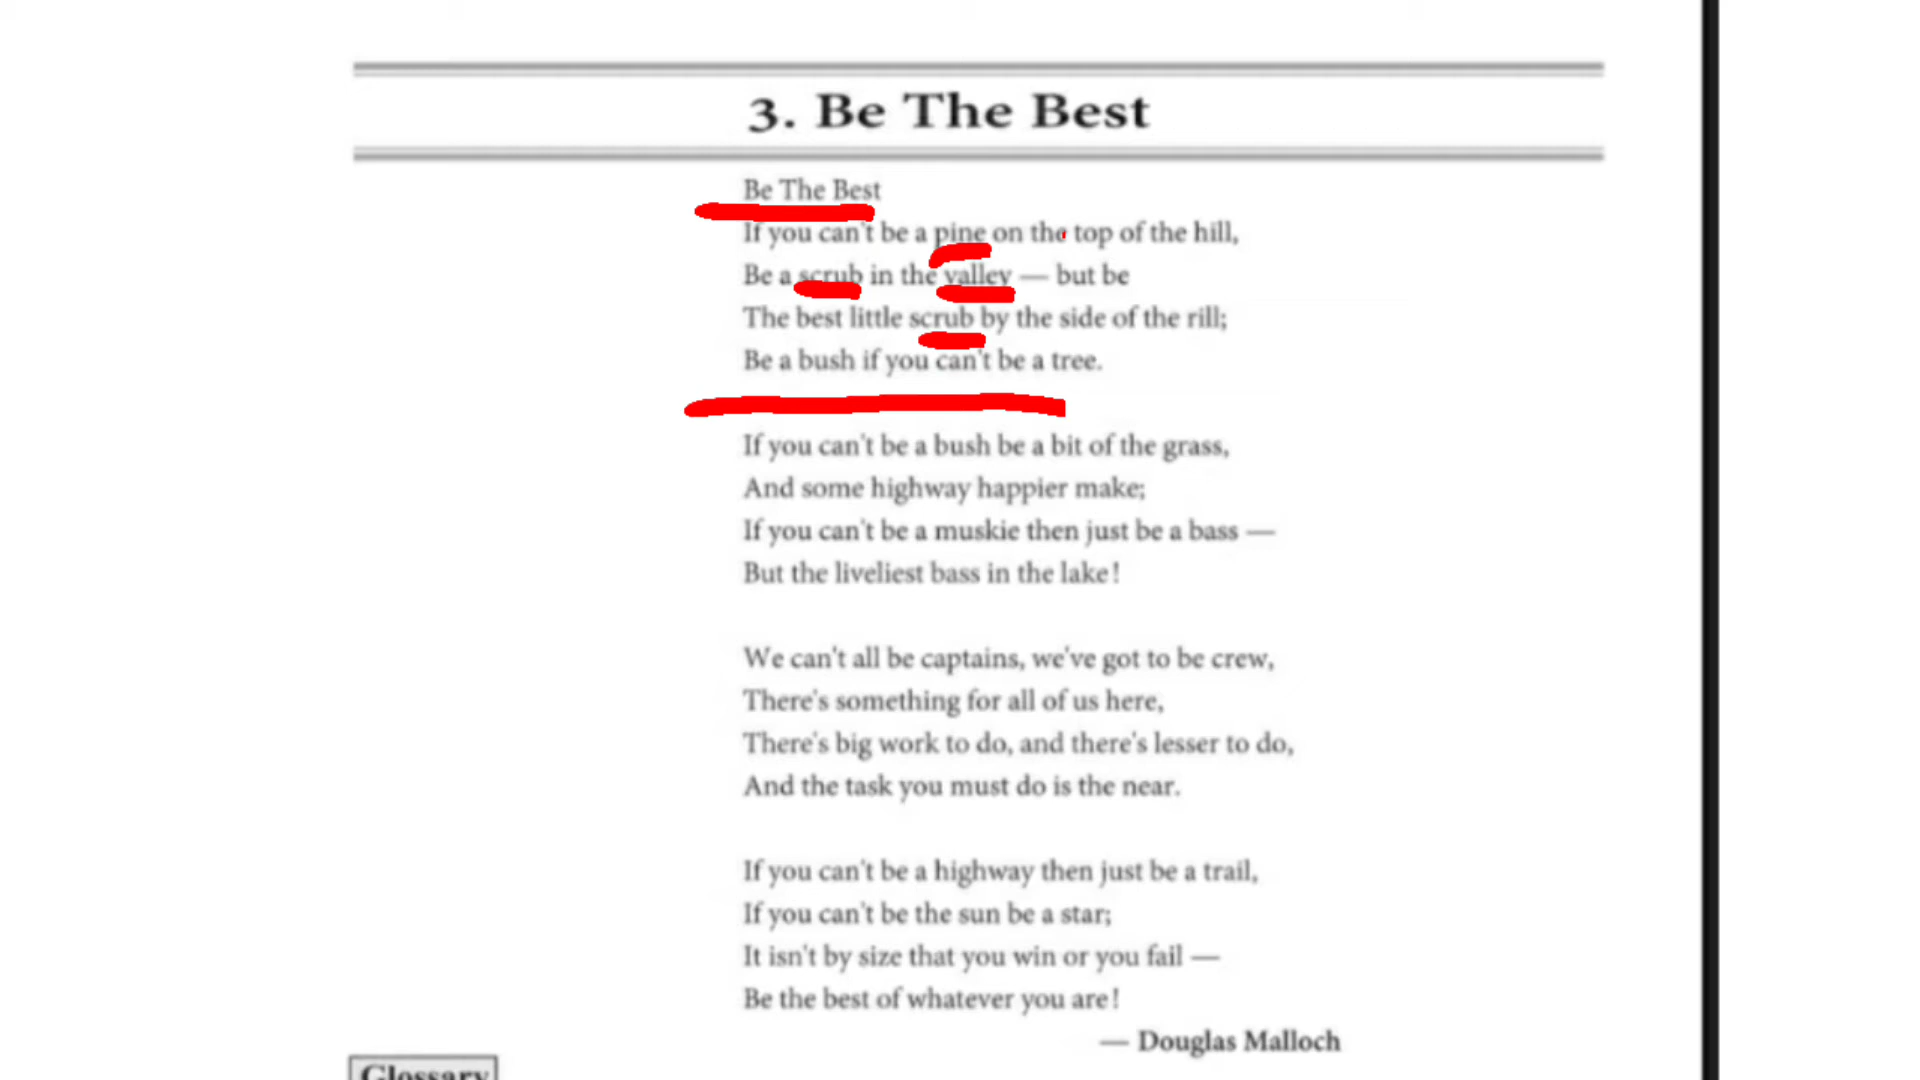 3. Be The Best
Be The Best
If you can't be a pine on the top of the hill,
Be a scrub in the valley — but be
The best little scrub by the side of the rill;
Be a bush if you can't be a tree.
If you can't be a bush be a bit of the grass,
And some highway happier make;
If you can't be a muskie then just be a bass —
But the liveliest bass in the lake!
We can't all be captains, we've got to be crew,
There's something for all of us here,
There's big work to do, and there's lesser to do,
And the task you must do is the near.
If you can't be a highway then just be a trail,
If you can't be the sun be a star;
It isn't by size that you win or you fail —
Be the best of whatever you are!
— Douglas Malloch
Glossary